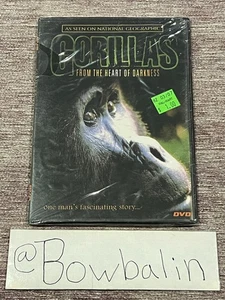 AS SEEN ON NATIONAL GEOGRAPHIC
GORILLAS
FROM THE HEART OF DARKNESS
one man's fascinating story...
DVD
@Bowbalin